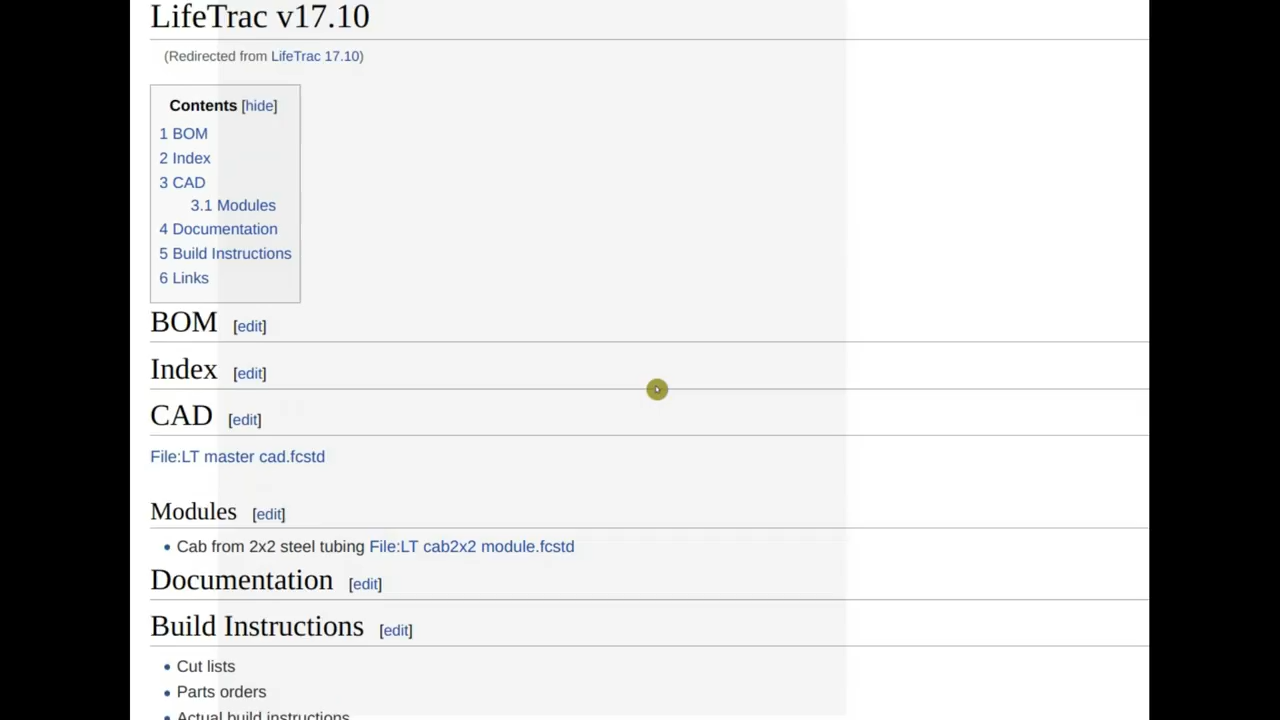 LifeTrac v17.10
(Redirected from LifeTrac 17.10)
Contents [hide]
1 BOM
2 Index
3 CAD
3.1 Modules
4 Documentation
5 Build Instructions
6 Links
BOM [edit]
Index [edit]
CAD [edit]
File:LT master cad.fcstd
Modules [edit]
• Cab from 2x2 steel tubing File:LT cab2x2 module.fcstd
Documentation [edit]
Build Instructions [edit]
• Cut lists
• Parts orders
• Actual build instructions